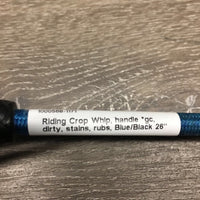 Riding Crop Whip, handle *gc,
dirty, stains, rubs, Blue/Black 26"